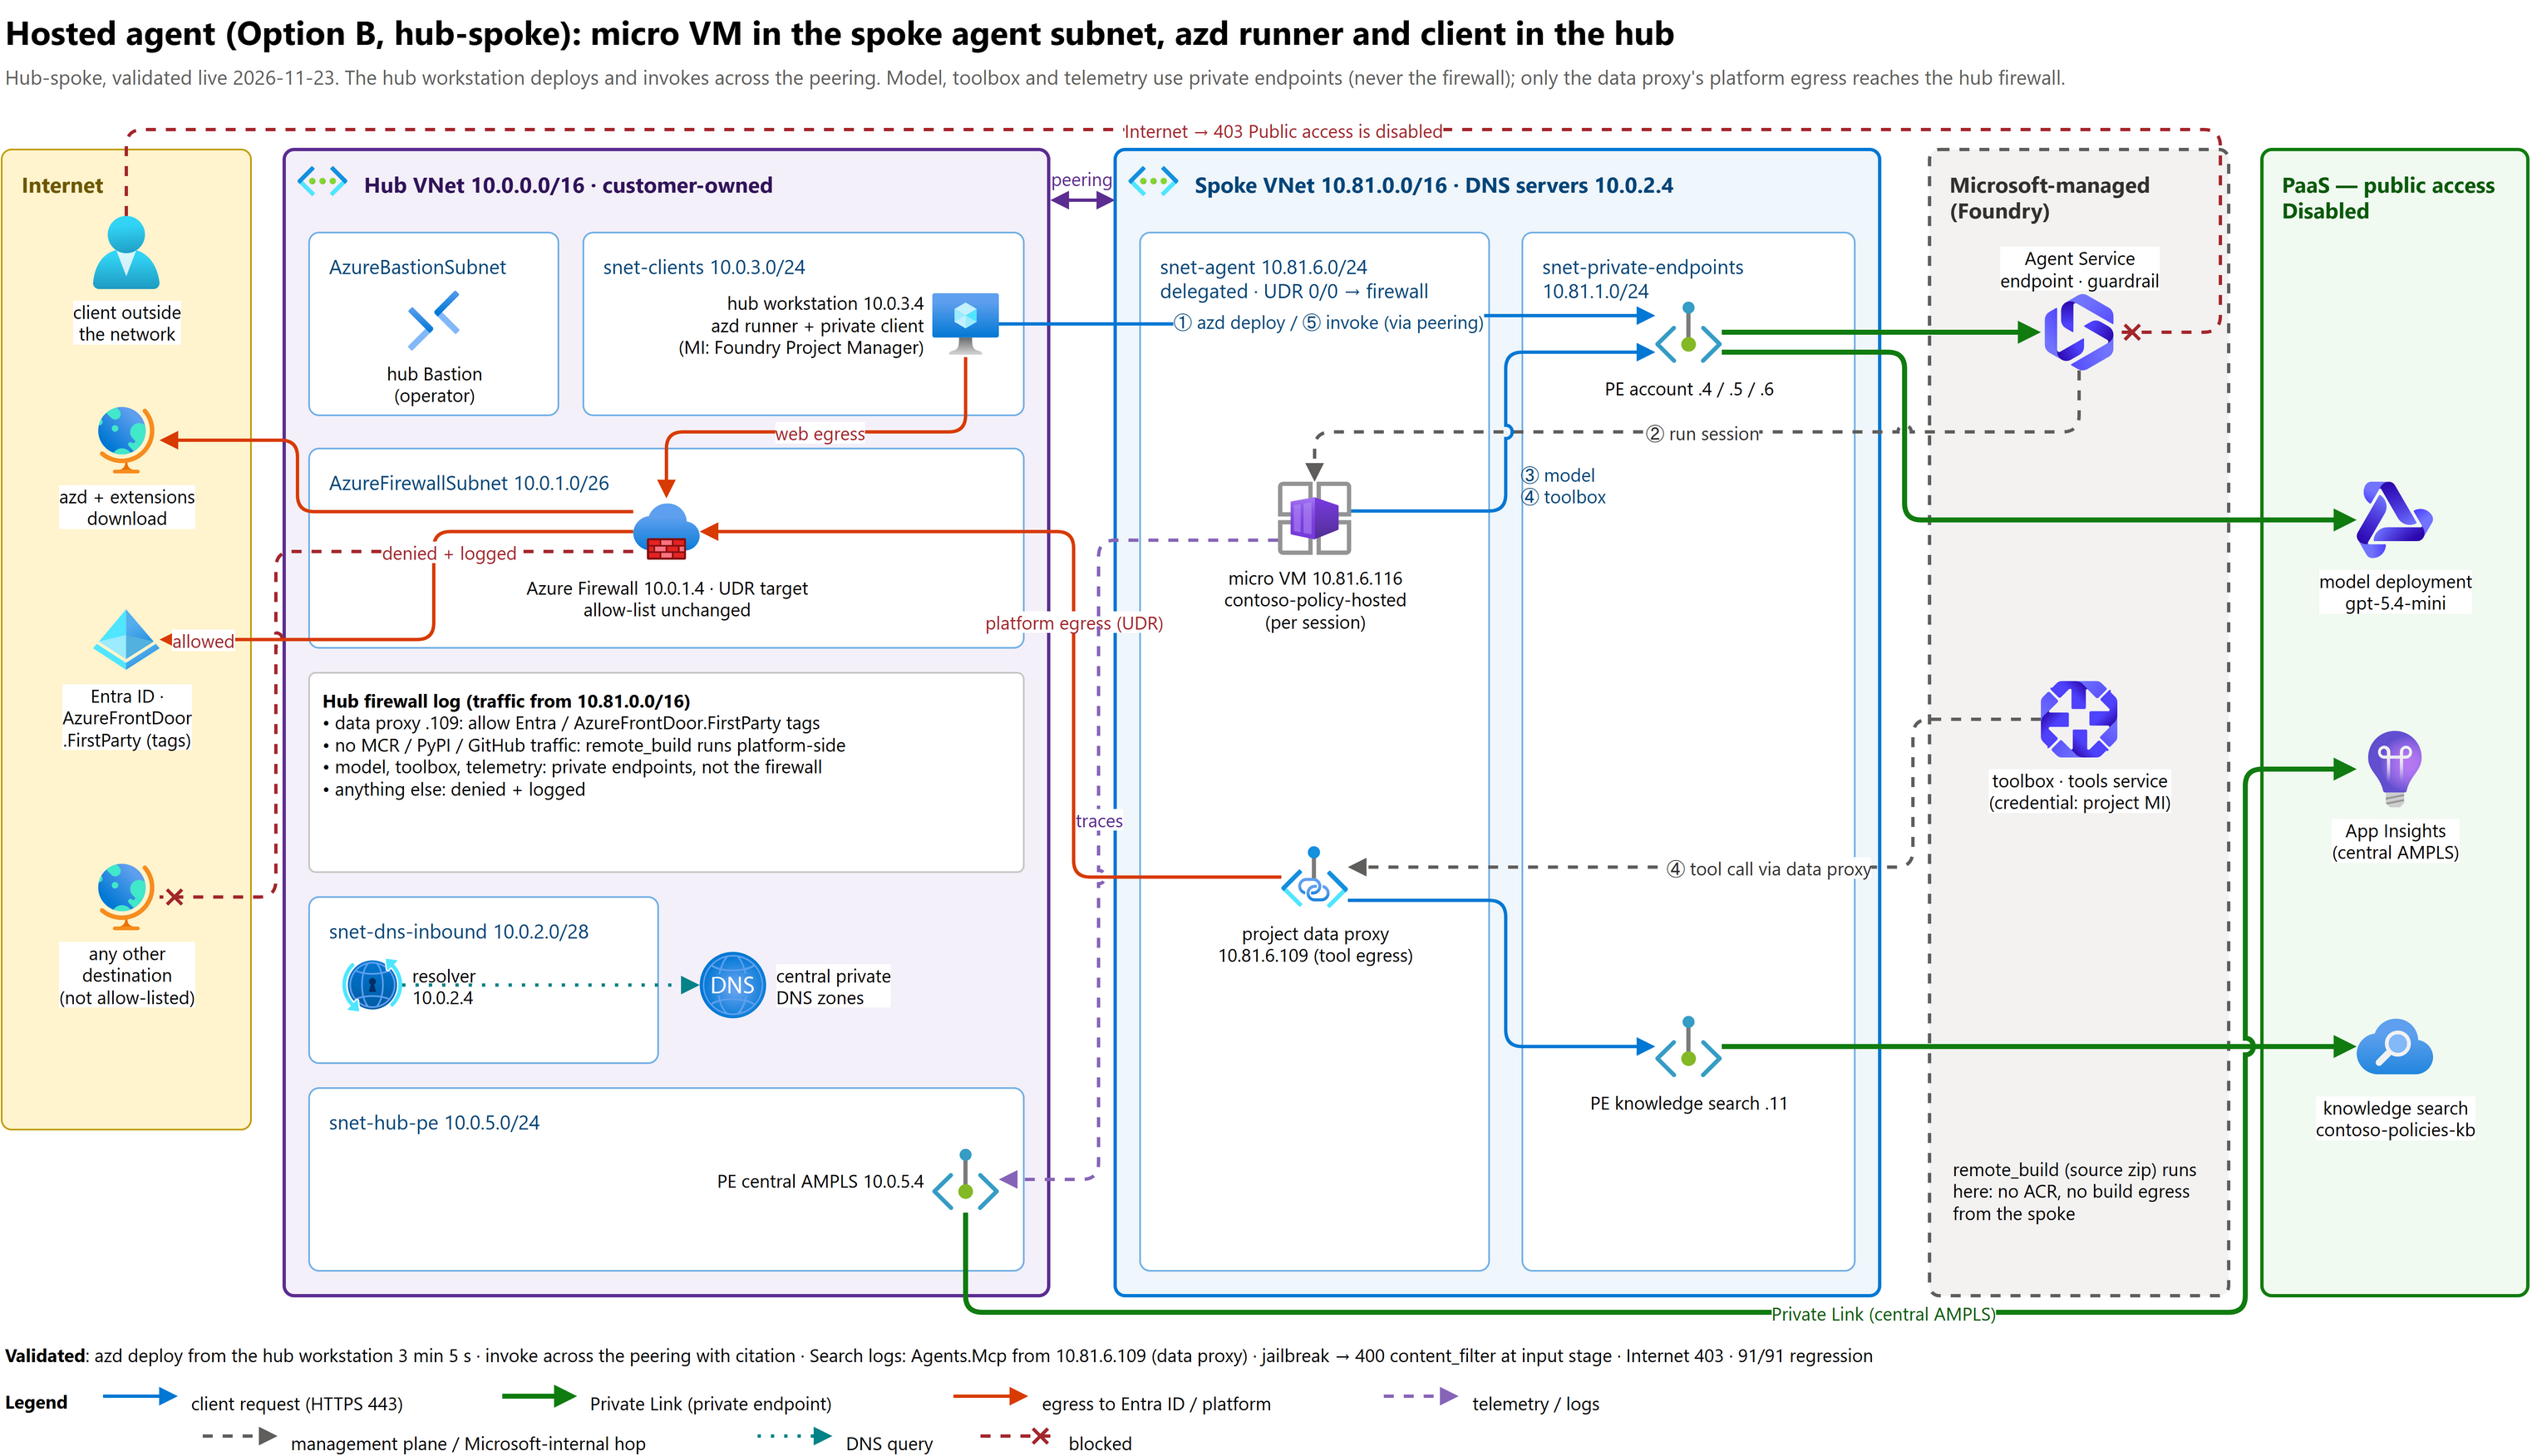 Hosted agent (Option B, hub-spoke): micro VM in the spoke agent subnet, azd runner and client in the hub
Hub-spoke, validated live 2026-11-23. The hub workstation deploys and invokes across the peering. Model, toolbox and telemetry use private endpoints (never the firewall); only the data proxy's platform egress reaches the hub firewall.
Internet → 403 Public access is disabled
Internet
client outside
the network
azd + extensions
download
allowed
Entra ID ·
AzureFrontDoor
.FirstParty (tags)
any other
destination
(not allow-listed)
Hub VNet 10.0.0.0/16 · customer-owned
AzureBastionSubnet
hub Bastion
(operator)
snet-clients 10.0.3.0/24
hub workstation 10.0.3.4
azd runner + private client
(MI: Foundry Project Manager)
web egress
AzureFirewallSubnet 10.0.1.0/26
denied + logged
Azure Firewall 10.0.1.4 · UDR target
allow-list unchanged
Hub firewall log (traffic from 10.81.0.0/16)
• data proxy .109: allow Entra / AzureFrontDoor.FirstParty tags
• no MCR / PyPI / GitHub traffic: remote_build runs platform-side
• model, toolbox, telemetry: private endpoints, not the firewall
• anything else: denied + logged
snet-dns-inbound 10.0.2.0/28
resolver
10.0.2.4
DNS
central private
DNS zones
snet-hub-pe 10.0.5.0/24
PE central AMPLS 10.0.5.4
peering
platform egress (UDR)
traces
Spoke VNet 10.81.0.0/16 · DNS servers 10.0.2.4
snet-agent 10.81.6.0/24
delegated · UDR 0/0 → firewall
① azd deploy / ⑤ invoke (via peering)
snet-private-endpoints
10.81.1.0/24
PE account .4 / .5 / .6
② run session
③ model
④ toolbox
micro VM 10.81.6.116
contoso-policy-hosted
(per session)
④ tool call via data proxy
project data proxy
10.81.6.109 (tool egress)
PE knowledge search .11
Microsoft-managed
(Foundry)
Agent Service
endpoint · guardrail
toolbox · tools service
(credential: project MI)
remote_build (source zip) runs
here: no ACR, no build egress
from the spoke
PaaS — public access
Disabled
model deployment
gpt-5.4-mini
App Insights
(central AMPLS)
knowledge search
contoso-policies-kb
Private Link (central AMPLS)
Validated: azd deploy from the hub workstation 3 min 5 s · invoke across the peering with citation · Search logs: Agents.Mcp from 10.81.6.109 (data proxy) · jailbreak → 400 content_filter at input stage · Internet 403 · 91/91 regression
Legend
client request (HTTPS 443)
Private Link (private endpoint)
egress to Entra ID / platform
telemetry / logs
management plane / Microsoft-internal hop
DNS query
blocked